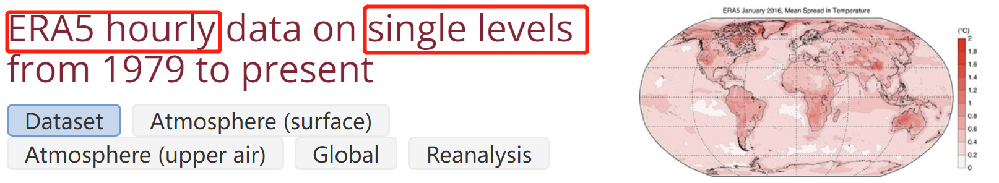 ERA5 hourly data on single levels
from 1979 to present
Dataset
Atmosphere (surface)
Atmosphere (upper air)
Global
Reanalysis
ERA5 January 2016, Mean Spread in Temperature
(°C)
2
1.8
1.6
1.4
1.2
1
0.8
0.6
0.4
0.2
0